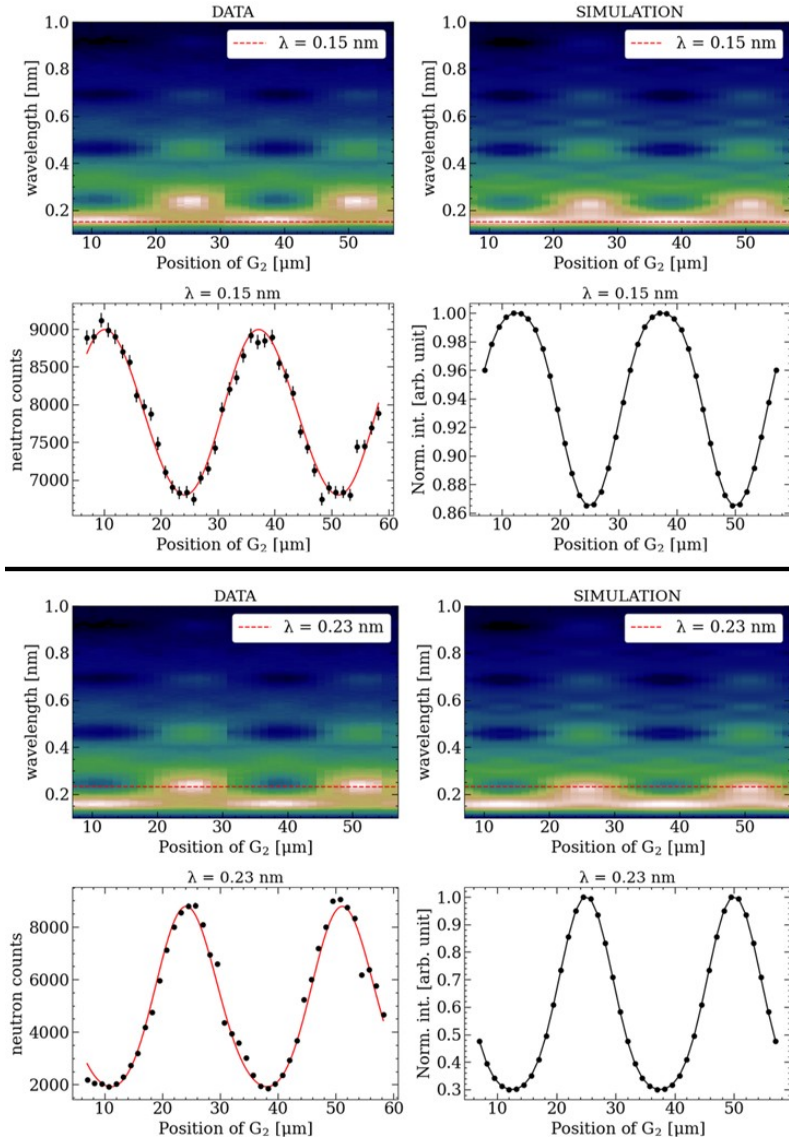 DATA
SIMULATION
wavelength [nm]
1.0
0.8
0.6
0.4
0.2
λ = 0.15 nm
10 20 30 40 50
Position of G₂ [μm]
wavelength [nm]
1.0
0.8
0.6
0.4
0.2
λ = 0.15 nm
10 20 30 40 50
Position of G₂ [μm]
λ = 0.15 nm
neutron counts
9000
8500
8000
7500
7000
10 20 30 40 50 60
Position of G₂ [μm]
λ = 0.15 nm
Norm. int. [arb. unit]
1.00
0.96
0.92
0.94
0.90
0.88
0.86
10 20 30 40 50
Position of G₂ [μm]
DATA
SIMULATION
wavelength [nm]
1.0
0.8
0.6
0.4
0.2
λ = 0.23 nm
10 20 30 40 50
Position of G₂ [μm]
wavelength [nm]
1.0
0.8
0.6
0.4
0.2
λ = 0.23 nm
10 20 30 40 50
Position of G₂ [μm]
λ = 0.23 nm
neutron counts
8000
6000
4000
2000
10 20 30 40 50 60
Position of G₂ [μm]
λ = 0.23 nm
Norm. int. [arb. unit]
1.0
0.9
0.8
0.7
0.6
0.5
0.4
0.3
10 20 30 40 50
Position of G₂ [μm]